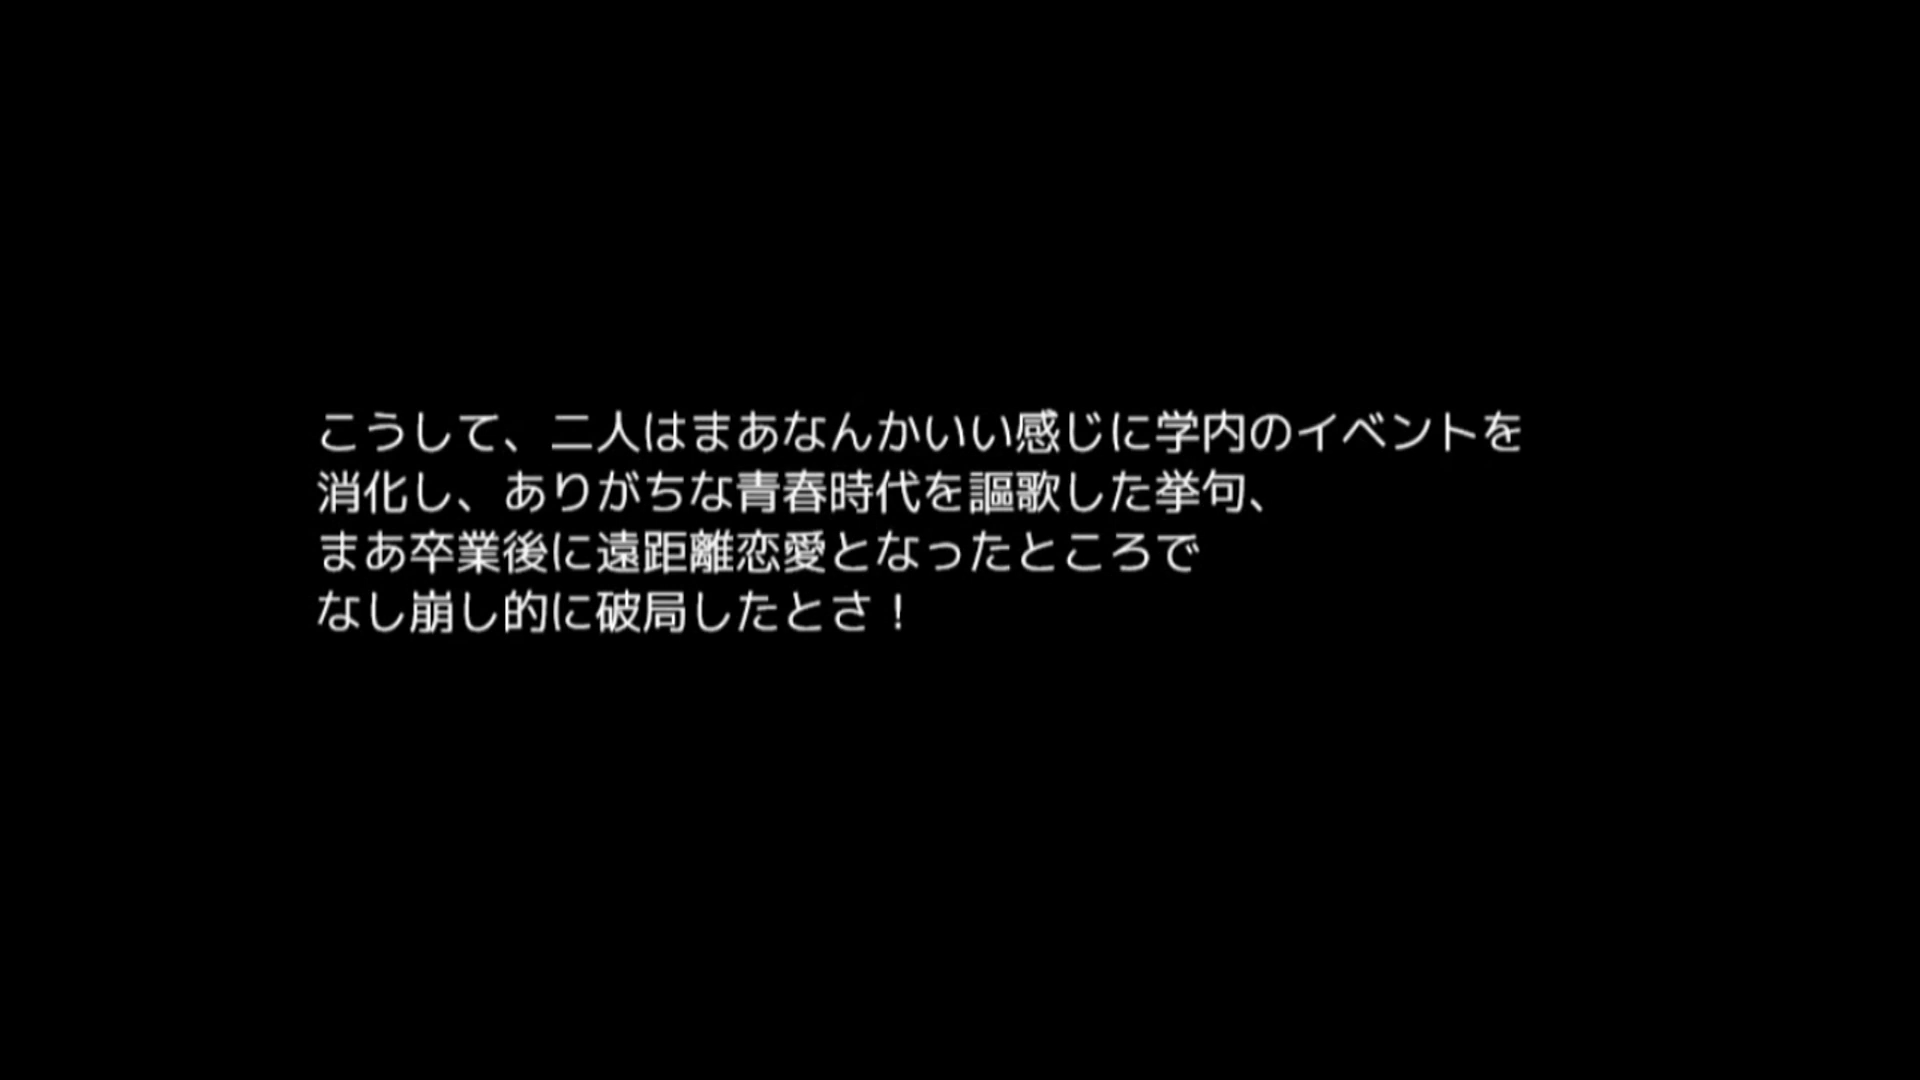 こうして、二人はまあなんかいい感じに学内のイベントを
消化し、ありがちな青春時代を謳歌した挙句、
まあ卒業後に遠距離恋愛となったところで
なし崩し的に破局したとさ！